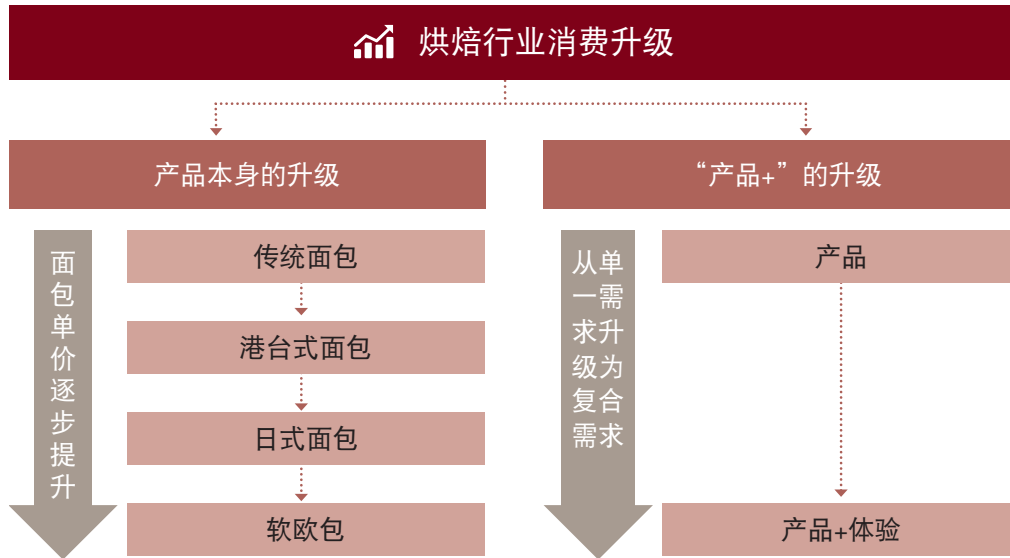 烘焙行业消费升级
产品本身的升级
“产品+”的升级
面包单价逐步提升
传统面包
港台式面包
日式面包
软欧包
从单
一需
求升
级为
复合
需求
产品
产品+体验